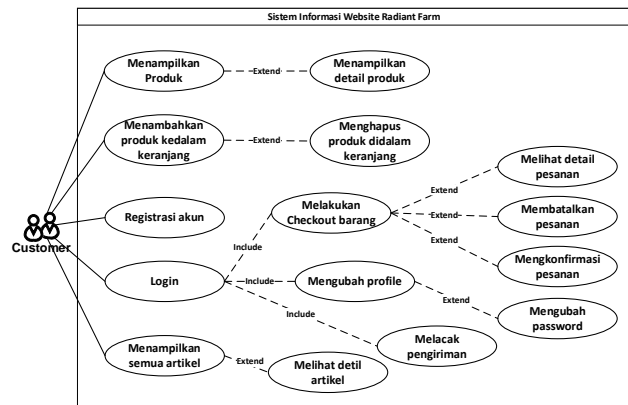 Sistem Informasi Website Radiant Farm
Menampilkan
Produk
Extend
Menampilkan
detail produk
Menambahkan
produk kedalam
keranjang
Extend
Menghapus
produk didalam
keranjang
Melihat detail
pesanan
Extend
Registrasi akun
Melakukan
Checkout barang
Extend
Membatalkan
pesanan
Customer
Include
Extend
Mengkonfirmasi
pesanan
Login
Include
Mengubah profile
Extend
Mengubah
password
Include
Menampilkan
semua artikel
Extend
Melihat detil
artikel
Melacak
pengiriman